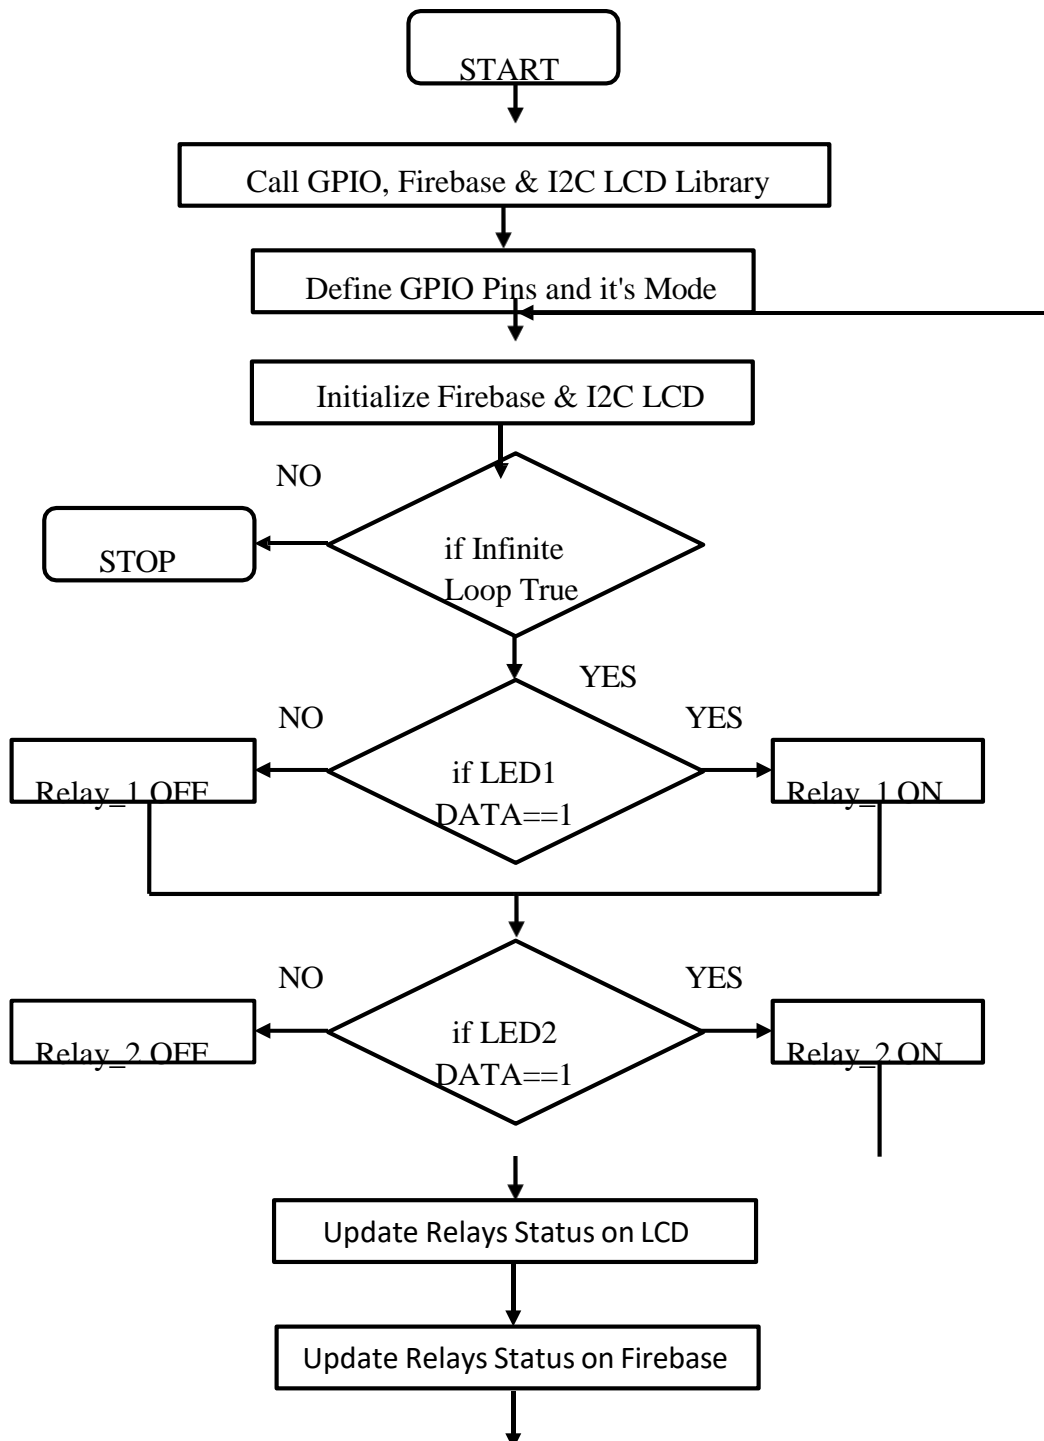 START
Call GPIO, Firebase & I2C LCD Library
Define GPIO Pins and it's Mode
Initialize Firebase & I2C LCD
NO
STOP
if Infinite
Loop True
YES
NO
YES
Relay_1 OFF
if LED1
DATA==1
Relay_1 ON
NO
YES
Relay_2 OFF
if LED2
DATA==1
Relay_2 ON
Update Relays Status on LCD
Update Relays Status on Firebase